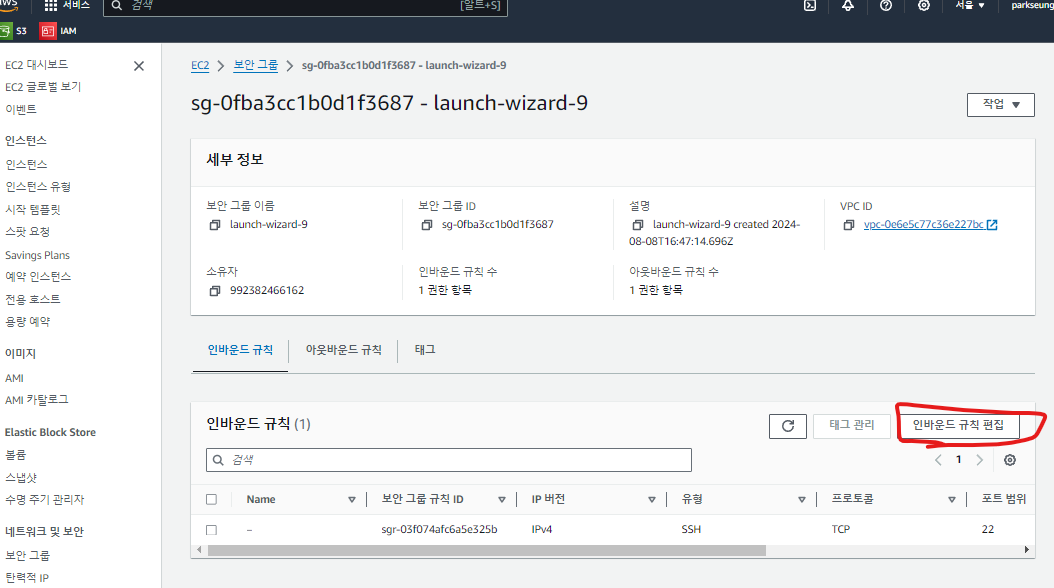 aws
서비스
검색
[알트+S]
서울
parkseung
S3
IAM
EC2 대시보드
EC2 글로벌 보기
이벤트
인스턴스
인스턴스
인스턴스 유형
시작 템플릿
스팟 요청
Savings Plans
예약 인스턴스
전용 호스트
용량 예약
이미지
AMI
AMI 카탈로그
Elastic Block Store
볼륨
스냅샷
수명 주기 관리자
네트워크 및 보안
보안 그룹
탄력적 IP
EC2 > 보안 그룹 > sg-0fba3cc1b0d1f3687 - launch-wizard-9
sg-0fba3cc1b0d1f3687 - launch-wizard-9
작업
세부 정보
보안 그룹 이름
launch-wizard-9
보안 그룹 ID
sg-0fba3cc1b0d1f3687
설명
launch-wizard-9 created 2024-
08-08T16:47:14.696Z
VPC ID
vpc-0e6e5c77c36e227bc
소유자
992382466162
인바운드 규칙 수
1 권한 항목
아웃바운드 규칙 수
1 권한 항목
인바운드 규칙 아웃바운드 규칙 태그
인바운드 규칙 (1)
태그 관리
인바운드 규칙 편집
검색
1
Name 보안 그룹 규칙 ID IP 버전 유형 프로토콜 포트 범위
– sgr-03f074afc6a5e325b IPv4 SSH TCP 22